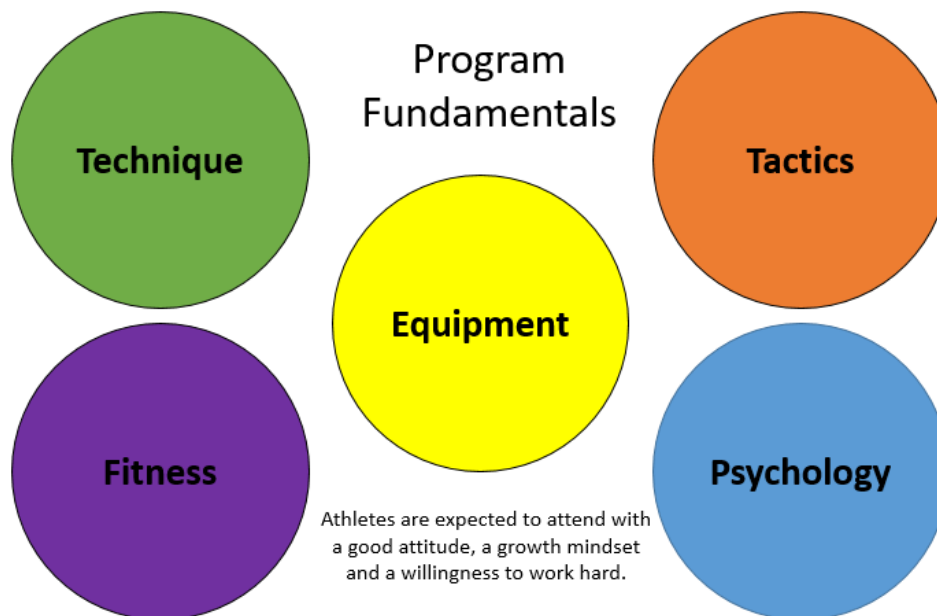 Program
Fundamentals
Technique
Tactics
Equipment
Fitness
Psychology
Athletes are expected to attend with
a good attitude, a growth mindset
and a willingness to work hard.